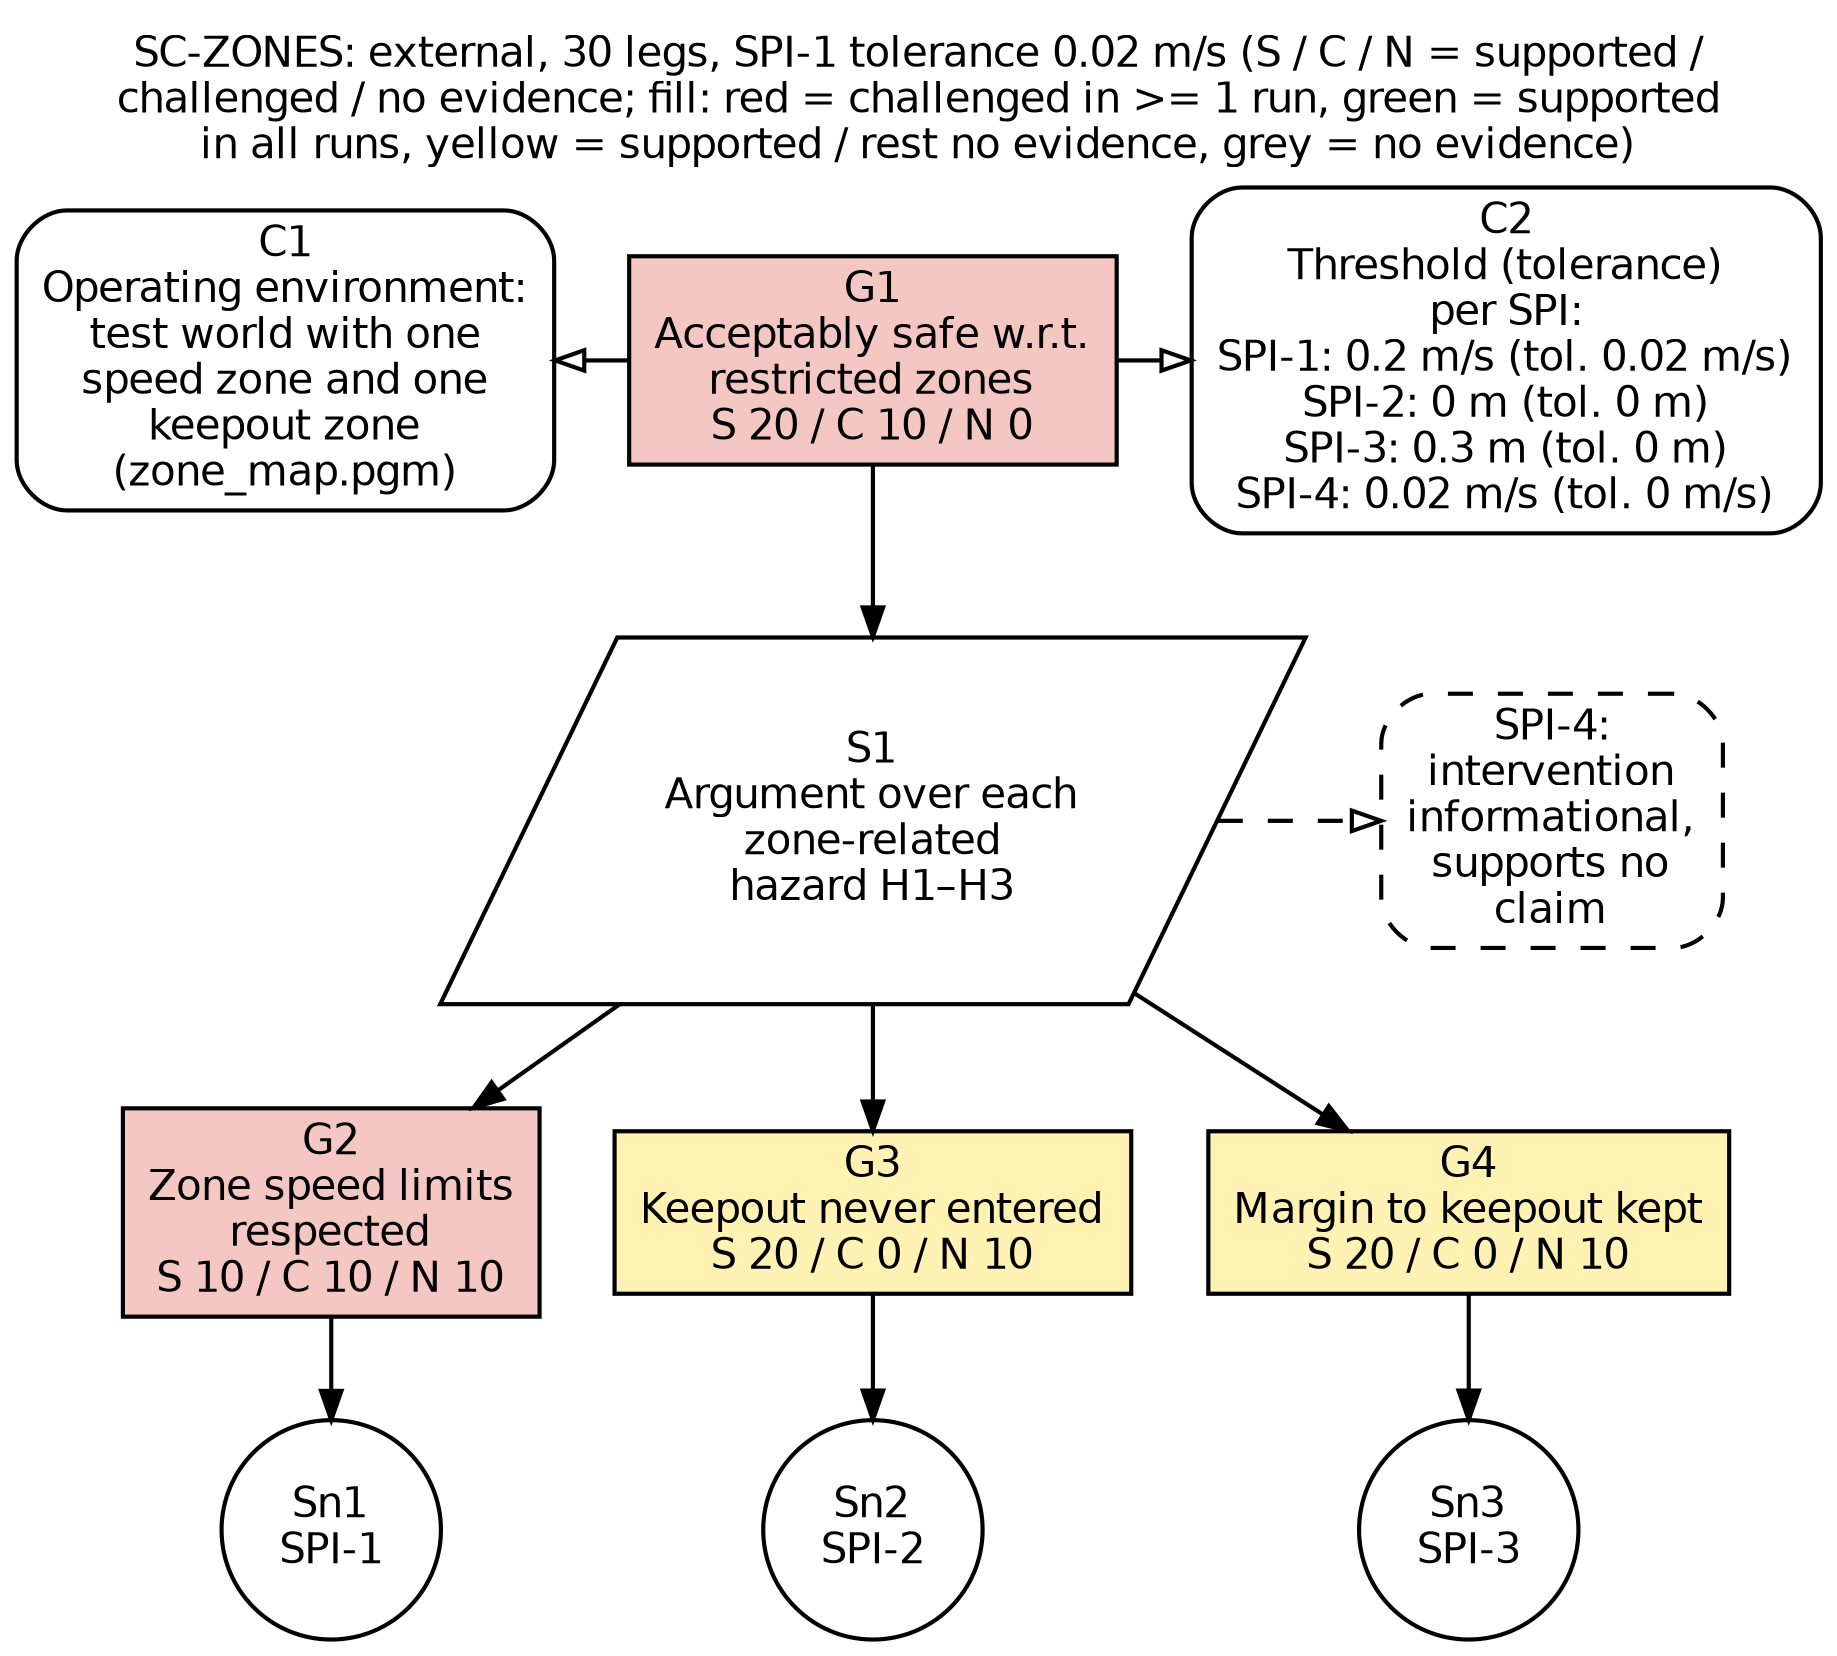 SC-ZONES: external, 30 legs, SPI-1 tolerance 0.02 m/s (S / C / N = supported /
challenged / no evidence; fill: red = challenged in >= 1 run, green = supported
in all runs, yellow = supported / rest no evidence, grey = no evidence)
C1
Operating environment:
test world with one
speed zone and one
keepout zone
(zone_map.pgm)
G1
Acceptably safe w.r.t.
restricted zones
S 20 / C 10 / N 0
C2
Threshold (tolerance)
per SPI:
SPI-1: 0.2 m/s (tol. 0.02 m/s)
SPI-2: 0 m (tol. 0 m)
SPI-3: 0.3 m (tol. 0 m)
SPI-4: 0.02 m/s (tol. 0 m/s)
S1
Argument over each
zone-related
hazard H1–H3
SPI-4:
intervention
informational,
supports no
claim
G2
Zone speed limits
respected
S 10 / C 10 / N 10
G3
Keepout never entered
S 20 / C 0 / N 10
G4
Margin to keepout kept
S 20 / C 0 / N 10
Sn1
SPI-1
Sn2
SPI-2
Sn3
SPI-3